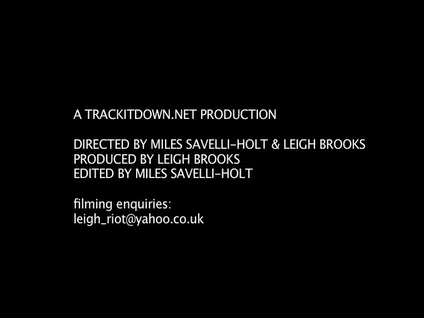 A TRACKITDOWN.NET PRODUCTION
DIRECTED BY MILES SAVELLI-HOLT & LEIGH BROOKS
PRODUCED BY LEIGH BROOKS
EDITED BY MILES SAVELLI-HOLT
filming enquiries:
leigh_riot@yahoo.co.uk